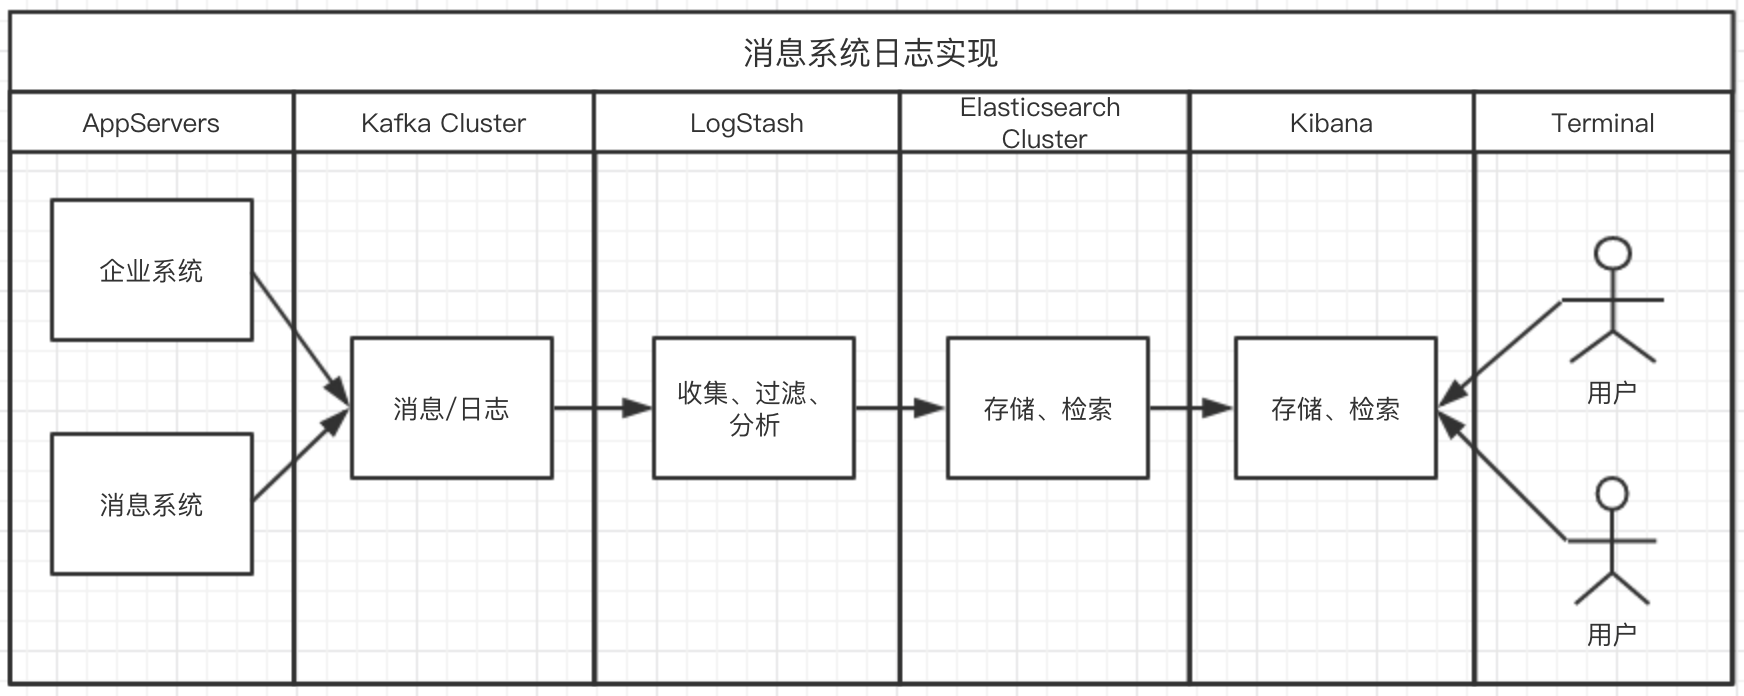 消息系统日志实现
AppServers
Kafka Cluster
LogStash
Elasticsearch
Cluster
Kibana
Terminal
企业系统
消息系统
消息/日志
收集、过滤、
分析
存储、检索
存储、检索
用户
用户